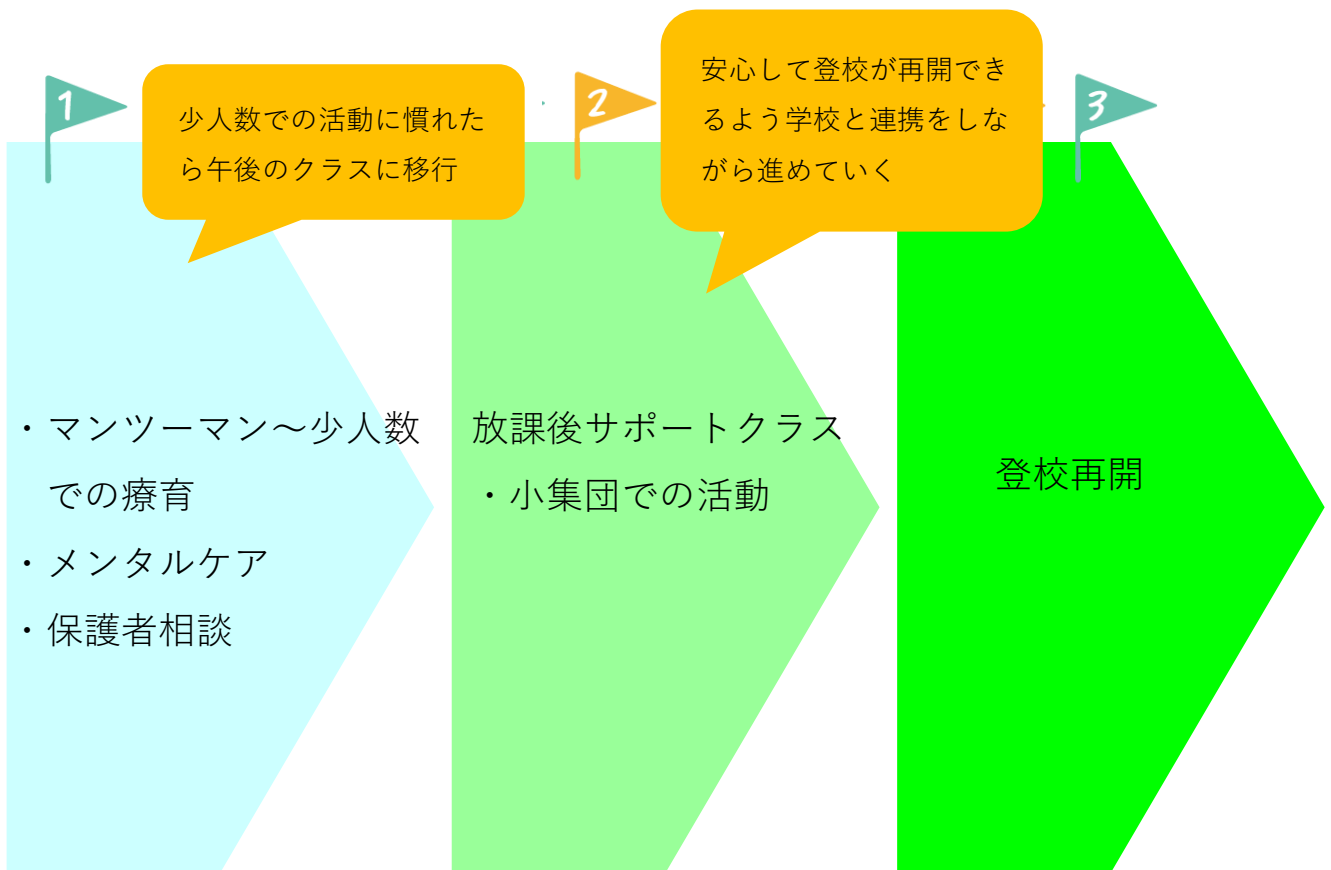 1
少人数での活動に慣れた
ら午後のクラスに移行
2
安心して登校が再開でき
るよう学校と連携をしな
がら進めていく
3
・マンツーマン～少人数
での療育
・メンタルケア
・保護者相談
放課後サポートクラス
・小集団での活動
登校再開